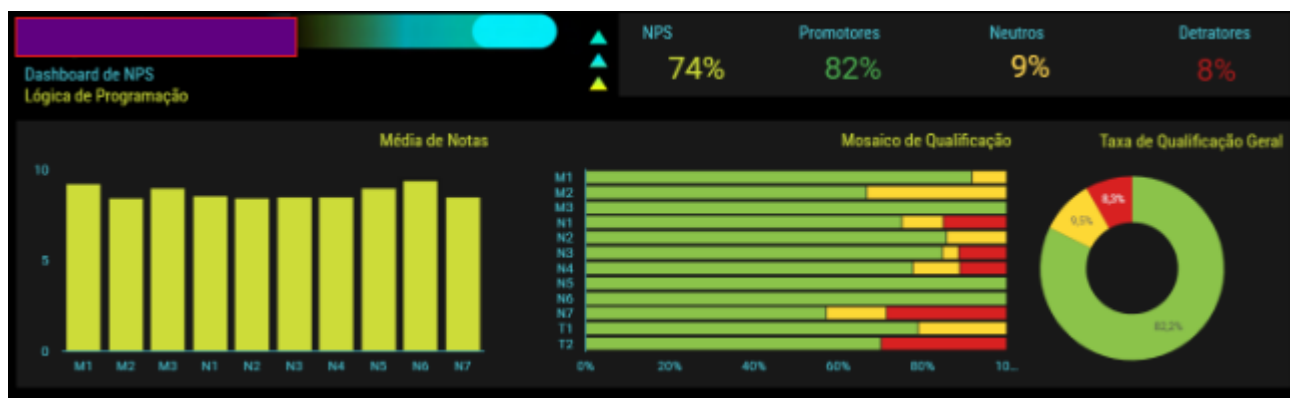 NPS Promotores Neutros Detratores
74% 82% 9% 8%
Dashboard de NPS
Lógica de Programação
Média de Notas
10
5
0
M1 M2 M3 N1 N2 N3 N4 N5 N6 N7
Mosaico de Qualificação
M1
M2
M3
N1
N2
N3
N4
N5
N6
N7
T1
T2
0% 20% 40% 60% 80% 10...
Taxa de Qualificação Geral
8,3%
9,5%
82,2%